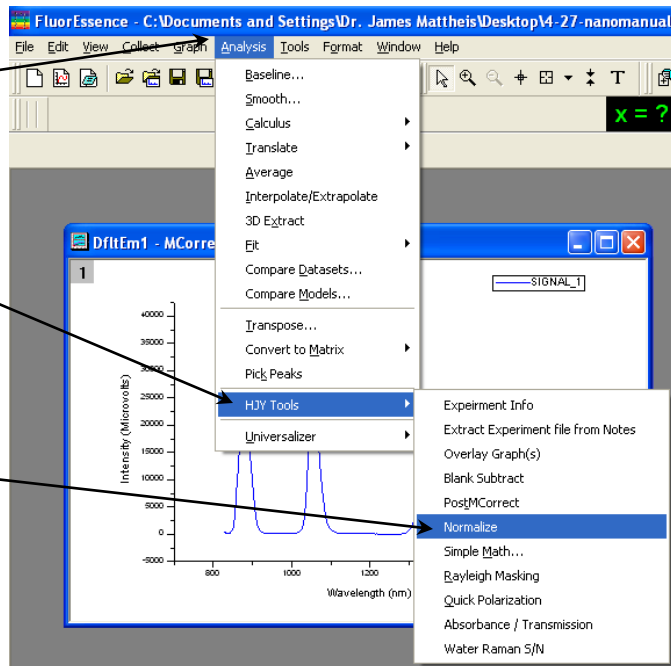 FluorEssence - C:\Documents and Settings\Dr. James Mattheis\Desktop\4-27-nanomanual
File Edit View Collect Graph Analysis Tools Format Window Help
x = ?
Baseline...
Smooth...
Calculus
Translate
Average
Interpolate/Extrapolate
3D Extract
Fit
Compare Datasets...
Compare Models...
Transpose...
Convert to Matrix
Pick Peaks
HJY Tools
Universalizer
Expeirment Info
Extract Experiment file from Notes
Overlay Graph(s)
Blank Subtract
PostMCorrect
Normalize
Simple Math...
Rayleigh Masking
Quick Polarization
Absorbance / Transmission
Water Raman S/N
DfltEm1 - MCorre
1
SIGNAL_1
Intensity (Microvolts)
40000
35000
30000
25000
20000
15000
10000
5000
0
-5000
800 1000 1200
Wavelength (nm)